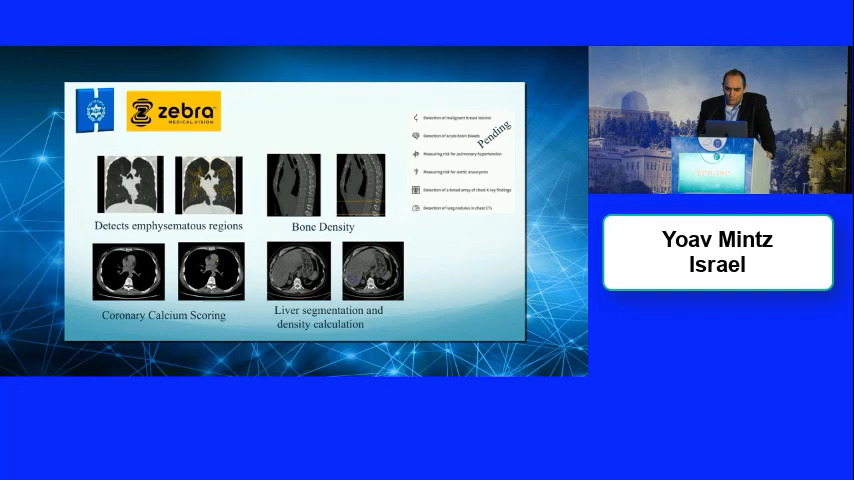 zebra
MEDICAL VISION
Detection of malignant breast lesions
Detection of acute brain bleeds
Pending
Measuring risk for pulmonary hypertension
Measuring risk for aortic aneurysms
Detection of a broad array of chest X-ray findings
Detection of lung nodules in chest CTs
Detects emphysematous regions
Bone Density
Coronary Calcium Scoring
Liver segmentation and
density calculation
Yoav Mintz
Israel